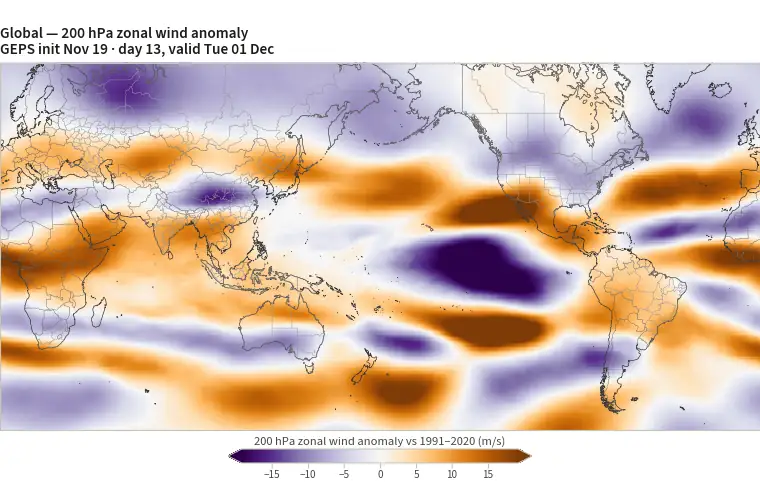 Global — 200 hPa zonal wind anomaly
GEPS init Nov 19 · day 13, valid Tue 01 Dec
200 hPa zonal wind anomaly vs 1991–2020 (m/s)
−15 −10 −5 0 5 10 15